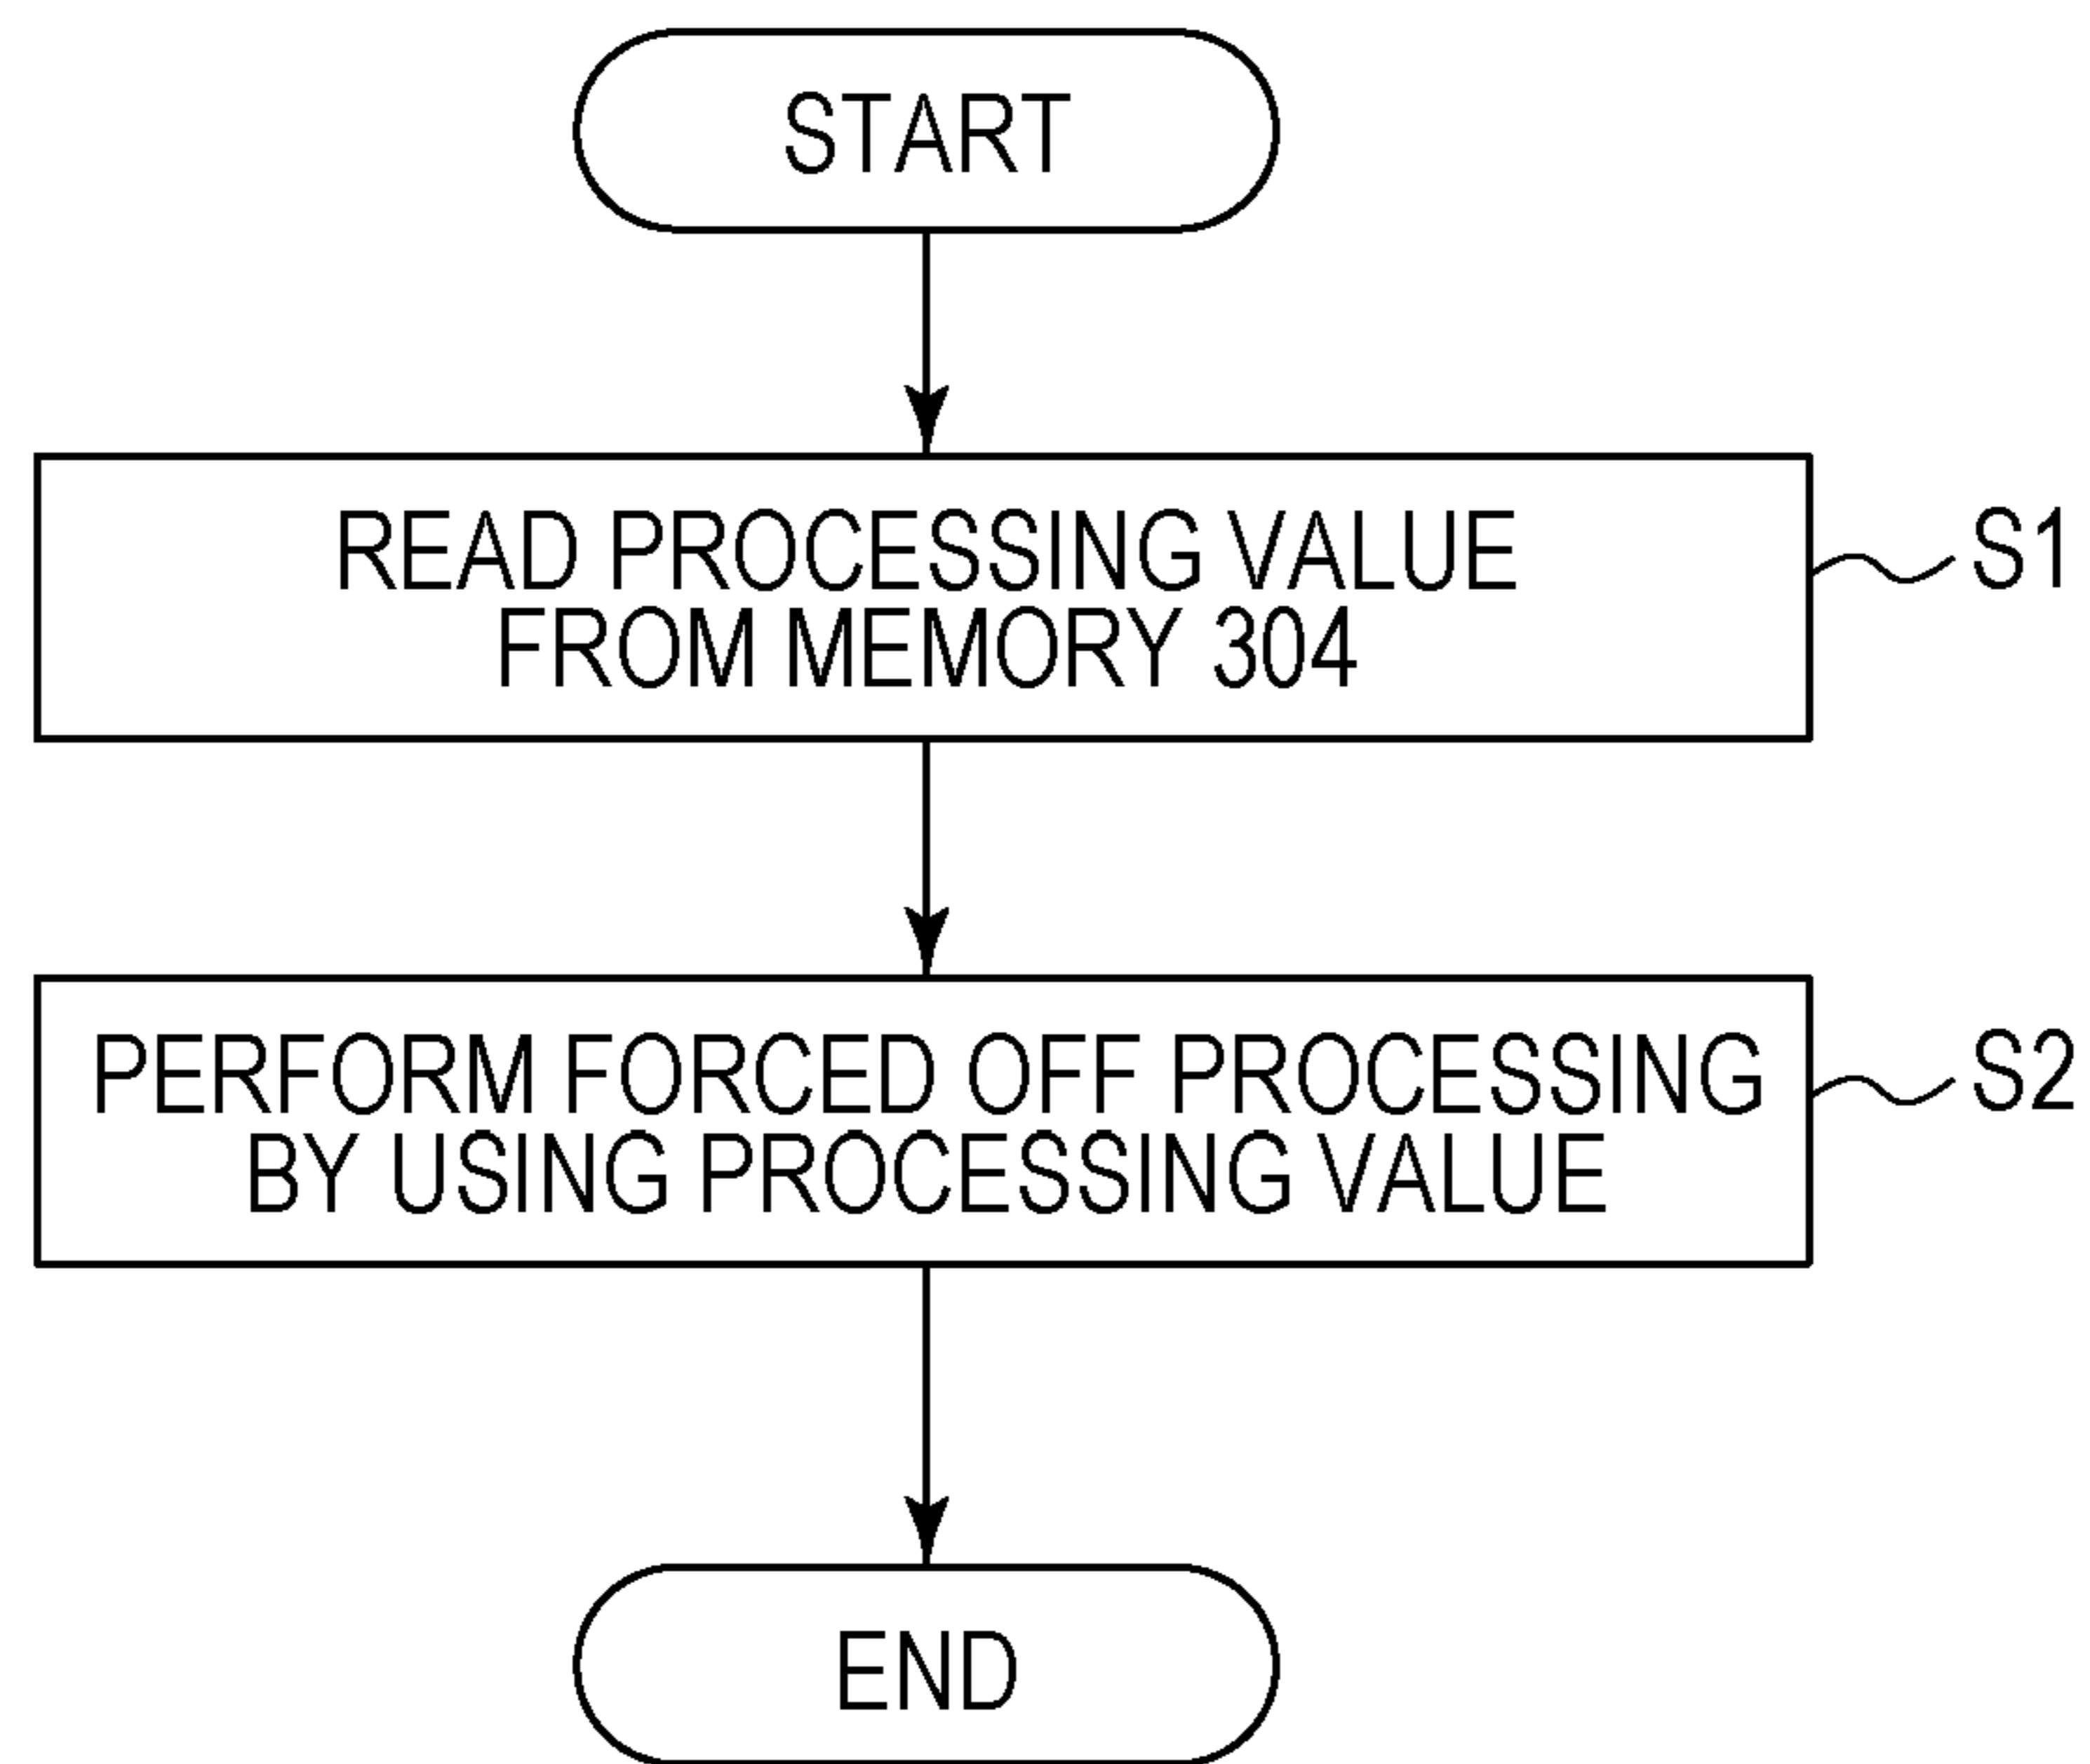 START
READ PROCESSING VALUE
FROM MEMORY 304
S1
PERFORM FORCED OFF PROCESSING
BY USING PROCESSING VALUE
S2
END